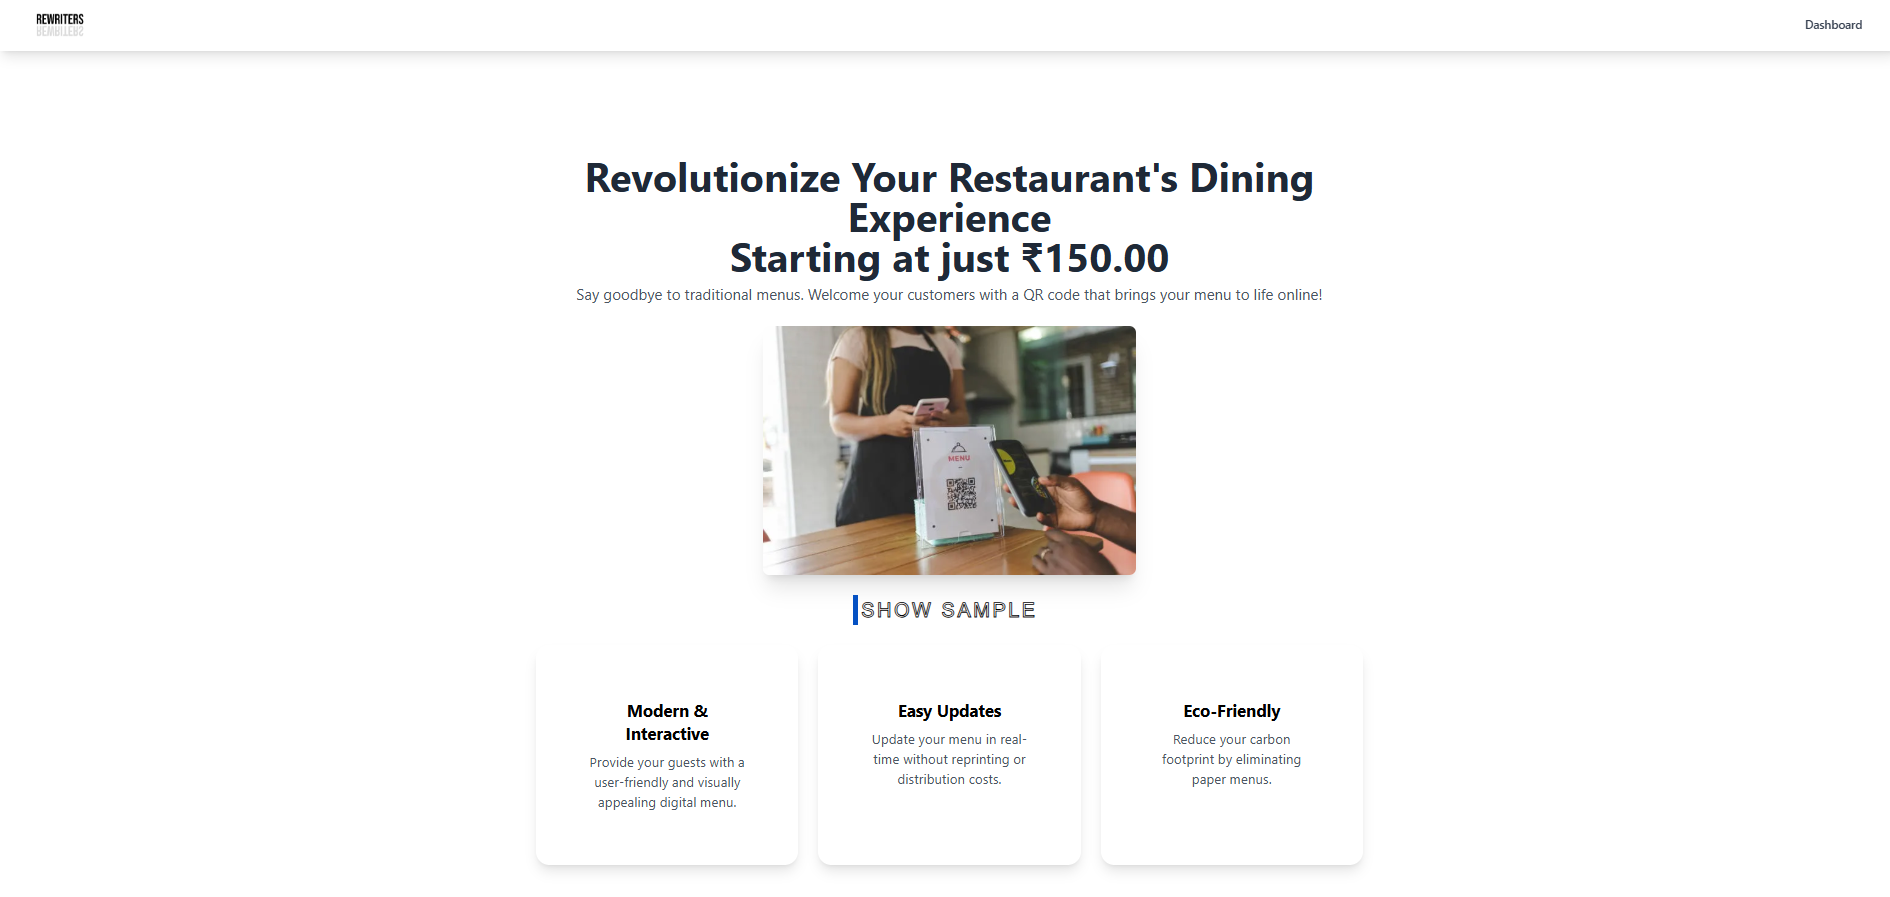 REWRITERS
Dashboard
Revolutionize Your Restaurant's Dining
Experience
Starting at just ₹150.00
Say goodbye to traditional menus. Welcome your customers with a QR code that brings your menu to life online!
MENU
SHOW SAMPLE
Modern &
Interactive
Provide your guests with a
user-friendly and visually
appealing digital menu.
Easy Updates
Update your menu in real-
time without reprinting or
distribution costs.
Eco-Friendly
Reduce your carbon
footprint by eliminating
paper menus.